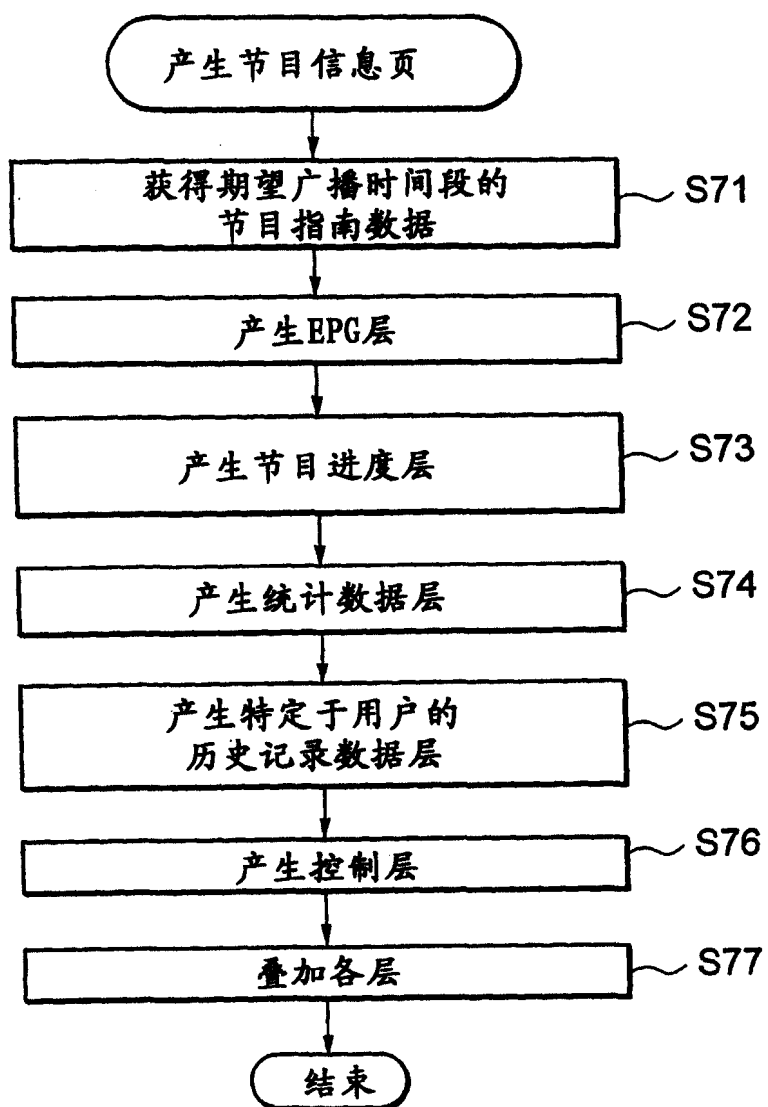 产生节目信息页
获得期望广播时间段的
节目指南数据
S71
产生EPG层
S72
产生节目进度层
S73
产生统计数据层
S74
产生特定于用户的
历史记录数据层
S75
产生控制层
S76
叠加各层
S77
结束